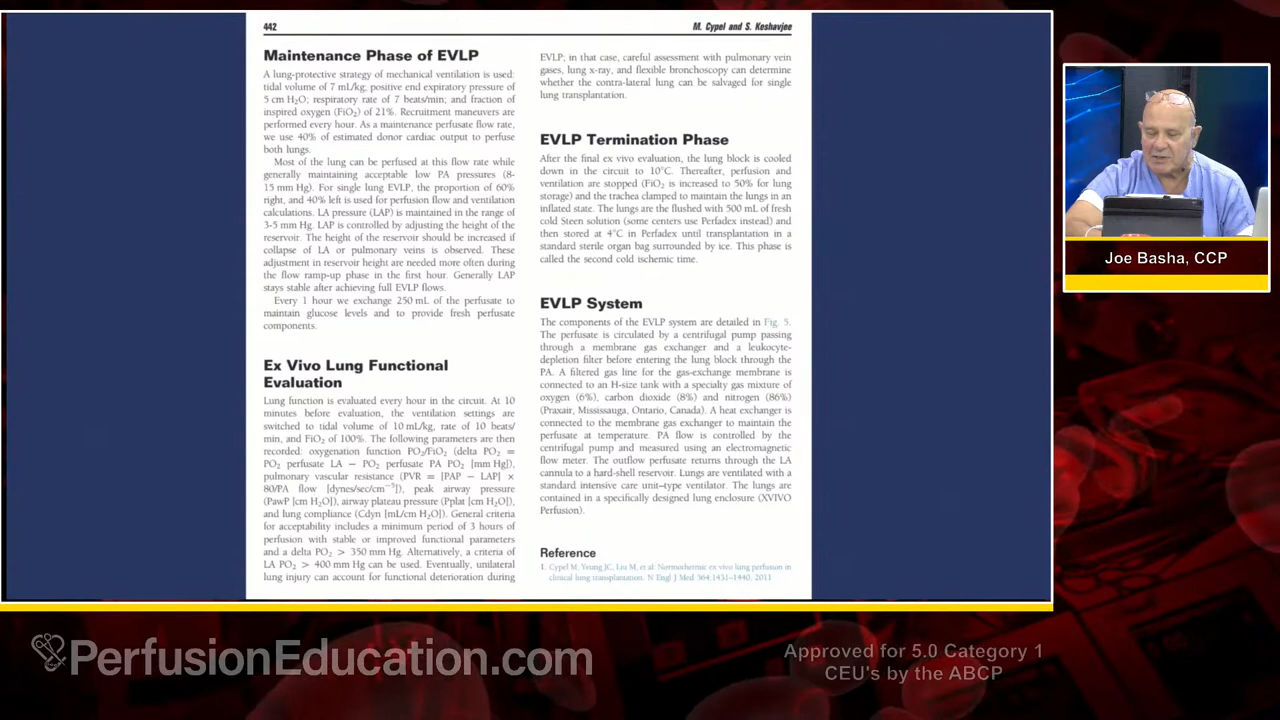 442
M. Cypel and S. Keshavjee
Maintenance Phase of EVLP
A lung-protective strategy of mechanical ventilation is used:
tidal volume of 7 mL/kg, positive end expiratory pressure of
5 cm H2O; respiratory rate of 7 beats/min; and fraction of
inspired oxygen (FiO2) of 21%. Recruitment maneuvers are
performed every hour. As a maintenance perfusate flow rate,
we use 40% of estimated donor cardiac output to perfuse
both lungs.
Most of the lung can be perfused at this flow rate while
generally maintaining acceptable low PA pressures (8-
15 mm Hg). For single lung EVLP, the proportion of 60%
right, and 40% left is used for perfusion flow and ventilation
calculations. LA pressure (LAP) is maintained in the range of
3-5 mm Hg. LAP is controlled by adjusting the height of the
reservoir. The height of the reservoir should be increased if
collapse of LA or pulmonary veins is observed. These
adjustment in reservoir height are needed more often during
the flow ramp-up phase in the first hour. Generally LAP
stays stable after achieving full EVLP flows.
Every 1 hour we exchange 250 mL of the perfusate to
maintain glucose levels and to provide fresh perfusate
components.
Ex Vivo Lung Functional
Evaluation
Lung function is evaluated every hour in the circuit. At 10
minutes before evaluation, the ventilation settings are
switched to tidal volume of 10 mL/kg, rate of 10 beats/
min, and FiO2 of 100%. The following parameters are then
recorded: oxygenation function PO2/FiO2 (delta PO2 =
PO2 perfusate LA − PO2 perfusate PA PO2 [mm Hg]),
pulmonary vascular resistance (PVR = [PAP − LAP] ×
80/PA flow [dynes/sec/cm−5]), peak airway pressure
(PawP [cm H2O]), airway plateau pressure (Pplat [cm H2O]),
and lung compliance (Cdyn [mL/cm H2O]). General criteria
for acceptability includes a minimum period of 3 hours of
perfusion with stable or improved functional parameters
and a delta PO2 > 350 mm Hg. Alternatively, a criteria of
LA PO2 > 400 mm Hg can be used. Eventually, unilateral
lung injury can account for functional deterioration during
EVLP; in that case, careful assessment with pulmonary vein
gases, lung x-ray, and flexible bronchoscopy can determine
whether the contra-lateral lung can be salvaged for single
lung transplantation.
EVLP Termination Phase
After the final ex vivo evaluation, the lung block is cooled
down in the circuit to 10°C. Thereafter, perfusion and
ventilation are stopped (FiO2 is increased to 50% for lung
storage) and the trachea clamped to maintain the lungs in an
inflated state. The lungs are the flushed with 500 mL of fresh
cold Steen solution (some centers use Perfadex instead) and
then stored at 4°C in Perfadex until transplantation in a
standard sterile organ bag surrounded by ice. This phase is
called the second cold ischemic time.
EVLP System
The components of the EVLP system are detailed in Fig. 5.
The perfusate is circulated by a centrifugal pump passing
through a membrane gas exchanger and a leukocyte-
depletion filter before entering the lung block through the
PA. A filtered gas line for the gas-exchange membrane is
connected to an H-size tank with a specialty gas mixture of
oxygen (6%), carbon dioxide (8%) and nitrogen (86%)
(Praxair, Mississauga, Ontario, Canada). A heat exchanger is
connected to the membrane gas exchanger to maintain the
perfusate at temperature. PA flow is controlled by the
centrifugal pump and measured using an electromagnetic
flow meter. The outflow perfusate returns through the LA
cannula to a hard-shell reservoir. Lungs are ventilated with a
standard intensive care unit–type ventilator. The lungs are
contained in a specifically designed lung enclosure (XVIVO
Perfusion).
Reference
1. Cypel M, Yeung JC, Liu M, et al: Normothermic ex vivo lung perfusion in
clinical lung transplantation. N Engl J Med 364:1431-1440, 2011
Joe Basha, CCP
PerfusionEducation.com
Approved for 5.0 Category 1
CEU's by the ABCP